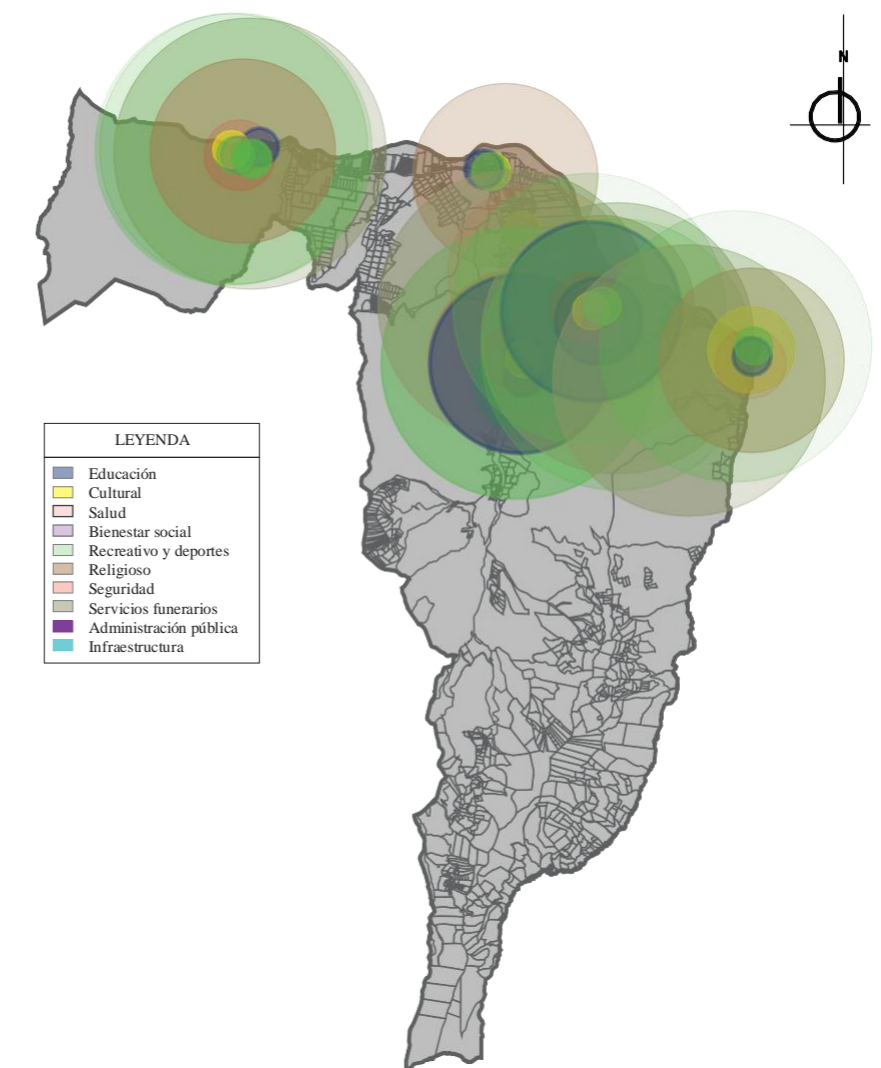 N
LEYENDA
Educación
Cultural
Salud
Bienestar social
Recreativo y deportes
Religioso
Seguridad
Servicios funerarios
Administración pública
Infraestructura